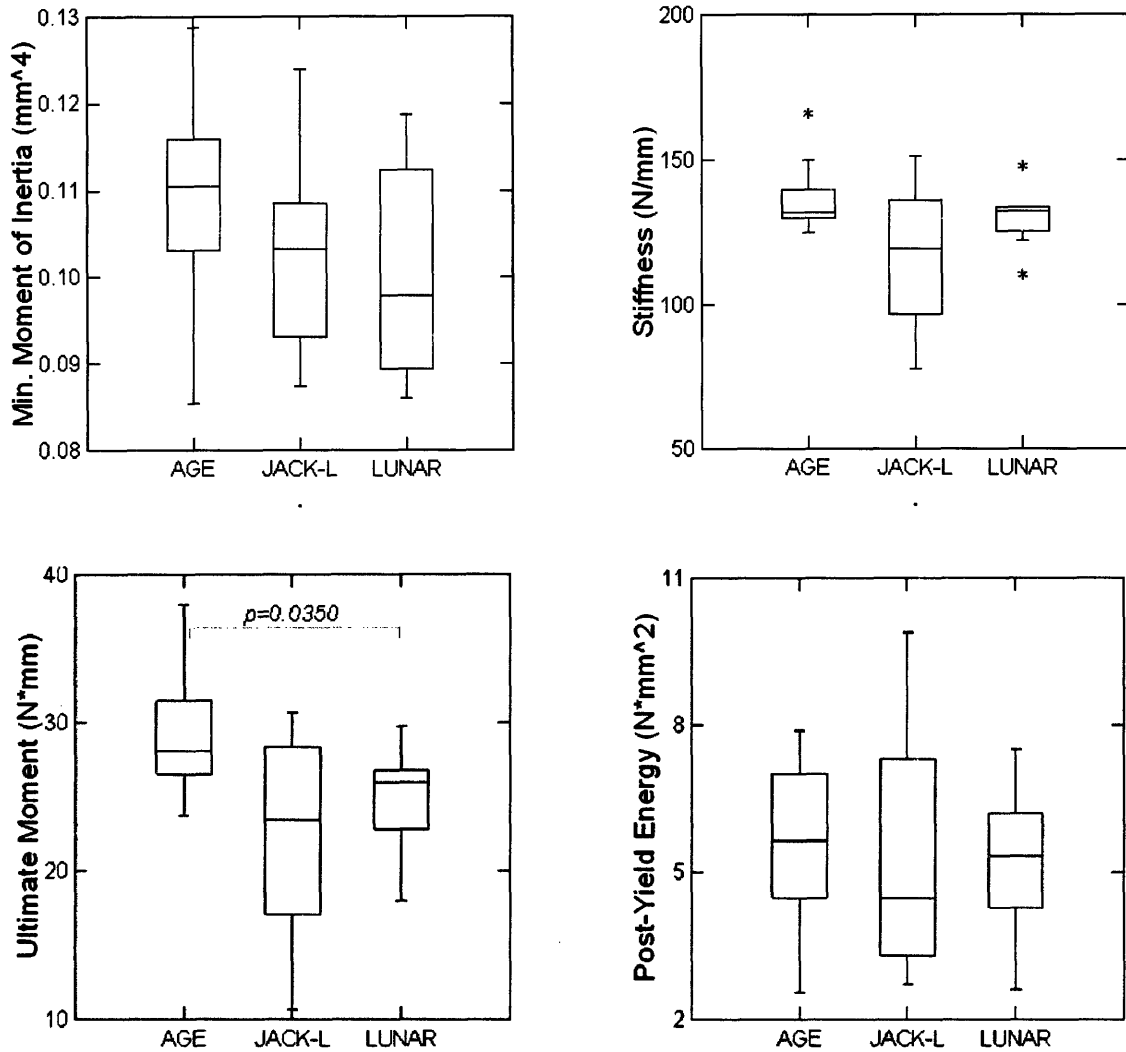 Min. Moment of Inertia (mm^4)
0.13
0.12
0.11
0.10
0.09
0.08
AGE JACK-L LUNAR
Stiffness (N/mm)
200
150
100
50
* * *
AGE JACK-L LUNAR
Ultimate Moment (N*mm)
40
30
20
10
p=0.0350
AGE JACK-L LUNAR
Post-Yield Energy (N*mm^2)
11
8
5
2
AGE JACK-L LUNAR